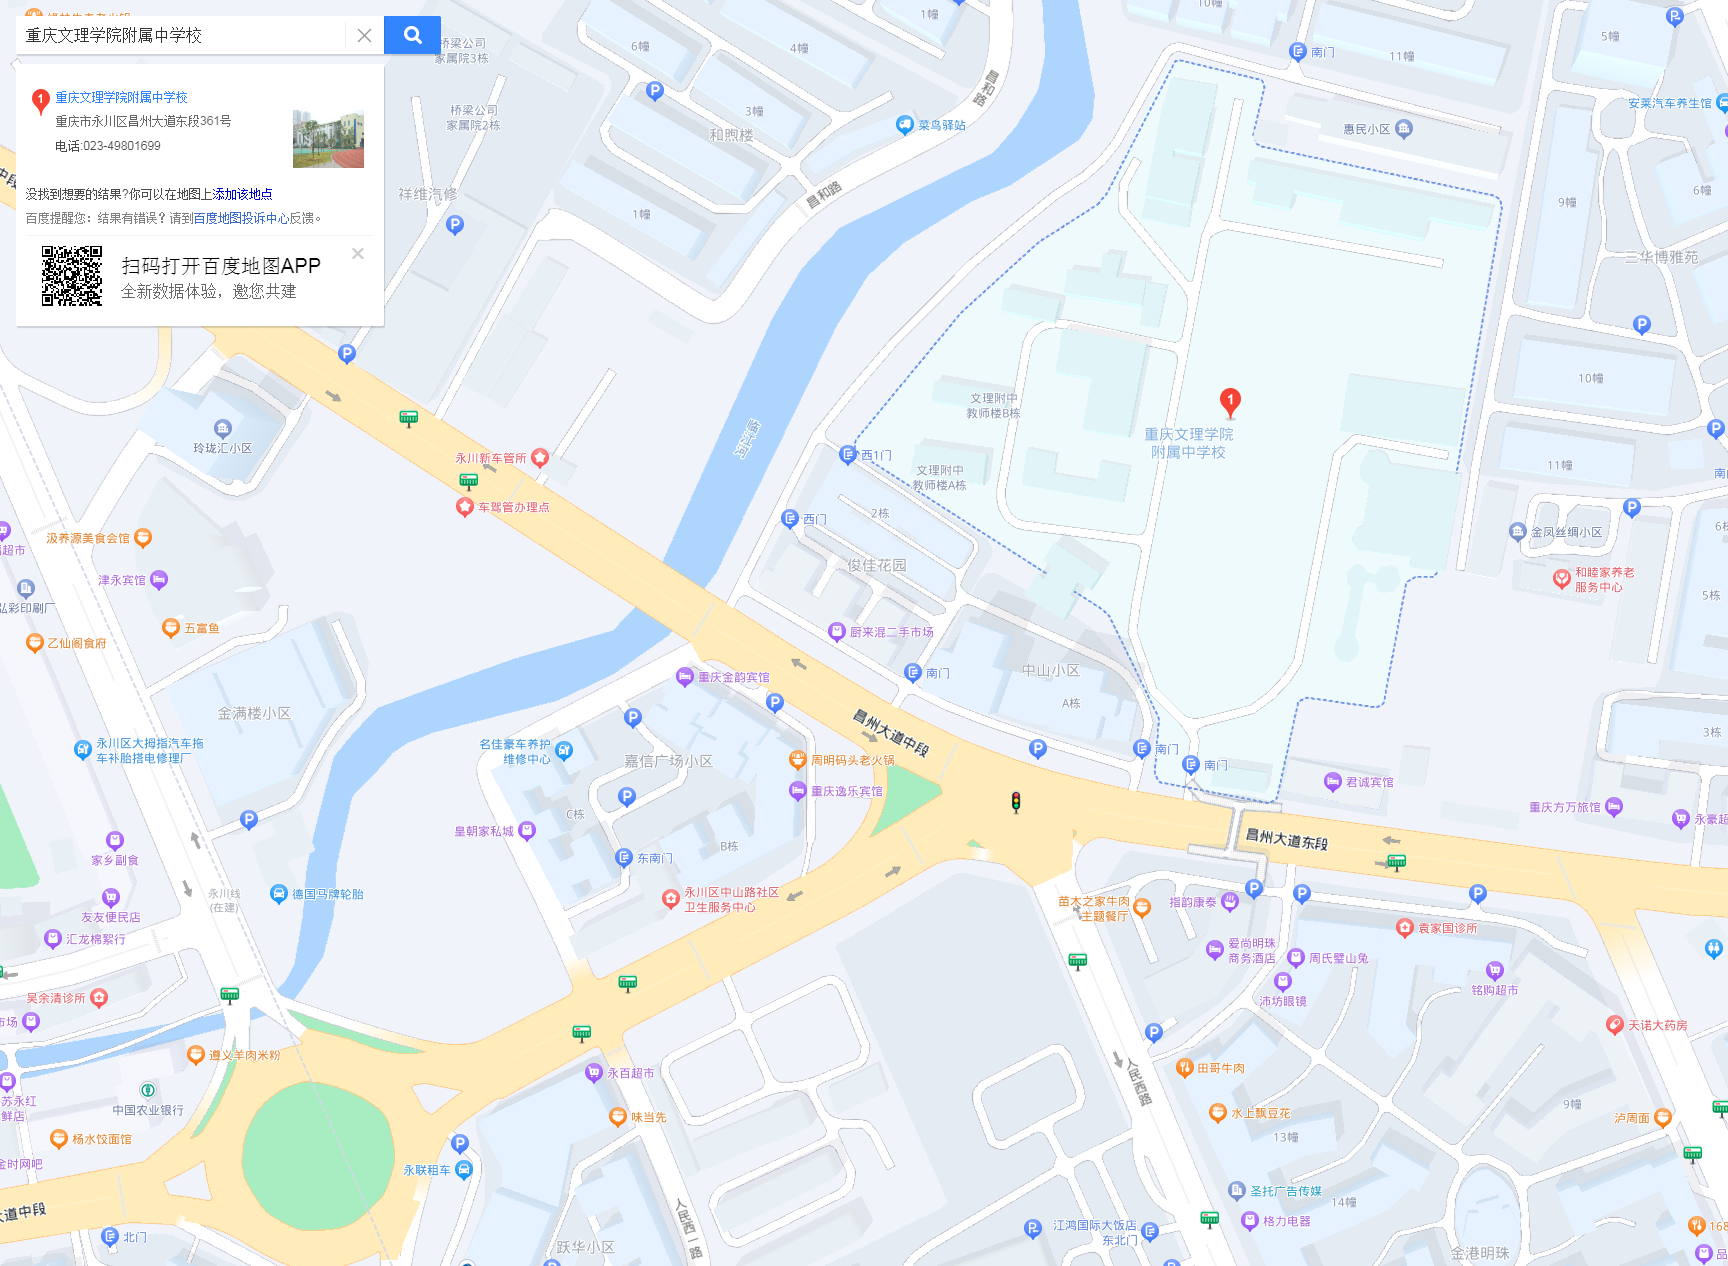 重庆文理学院附属中学校
1
重庆文理学院附属中学校
重庆市永川区昌州大道东段361号
电话:023-49801699
没找到想要的结果?你可以在地图上添加该地点
百度提醒您：结果有错误？请到百度地图投诉中心反馈。
扫码打开百度地图APP
全新数据体验，邀您共建
桥梁公司
家属院3栋
桥梁公司
家属院2栋
祥维汽修
6幢
4幢
1幢
3幢
和煦楼
1幢
菜鸟驿站
昌和路
昌和路
南门
10幢
11幢
5幢
安莱汽车养生馆
惠民小区
6幢
9幢
三华博雅苑
10幢
11幢
金凤丝绸小区
和睦家养老
服务中心
5栋
3栋
玲珑汇小区
永川新车管所
车驾管办理点
汲养源美食会馆
津永宾馆
弘彩印刷厂
五富鱼
乙仙阁食府
金满楼小区
永川区大拇指汽车拖
车补胎搭电修理厂
家乡副食
友友便民店
汇龙棉絮行
吴余清诊所
永川线
(在建)
德国马牌轮胎
遵义羊肉米粉
中国农业银行
杨水饺面馆
金时网吧
北门
大道中段
文理附中
教师楼B栋
文理附中
教师楼A栋
1
重庆文理学院
附属中学校
西1门
西门
2栋
俊佳花园
厨来混二手市场
南门
中山小区
A栋
南门
南门
重庆金韵宾馆
昌州大道中段
名佳豪车养护
维修中心
嘉信广场小区
周明码头老火锅
重庆逸乐宾馆
C栋
B栋
皇朝家私城
东南门
永川区中山路社区
卫生服务中心
君诚宾馆
重庆方万旅馆
永豪超
昌州大道东段
苗木之家牛肉
主题餐厅
指韵康泰
袁家国诊所
爱尚明珠
商务酒店
周氏璧山兔
沛坊眼镜
铭购超市
天诺大药房
人民西路
田哥牛肉
水上飘豆花
13幢
9幢
泸周面
圣托广告传媒
14幢
格力电器
江鸿国际大饭店
东北门
金港明珠
永百超市
味当先
永联租车
跃华小区
人民西一路